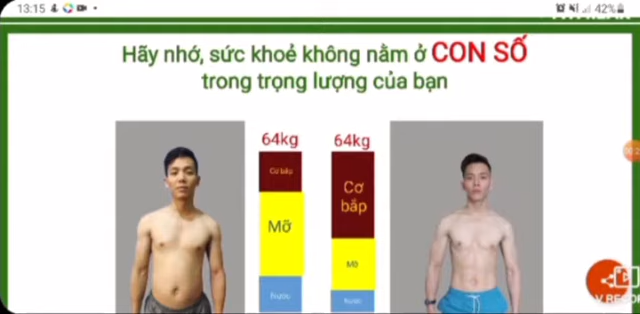 13:15
42%
Hãy nhớ, sức khoẻ không nằm ở CON SỐ
trong trọng lượng của bạn
64kg
64kg
Cơ bắp
Mỡ
Nước
Cơ
bắp
Mỡ
Nước